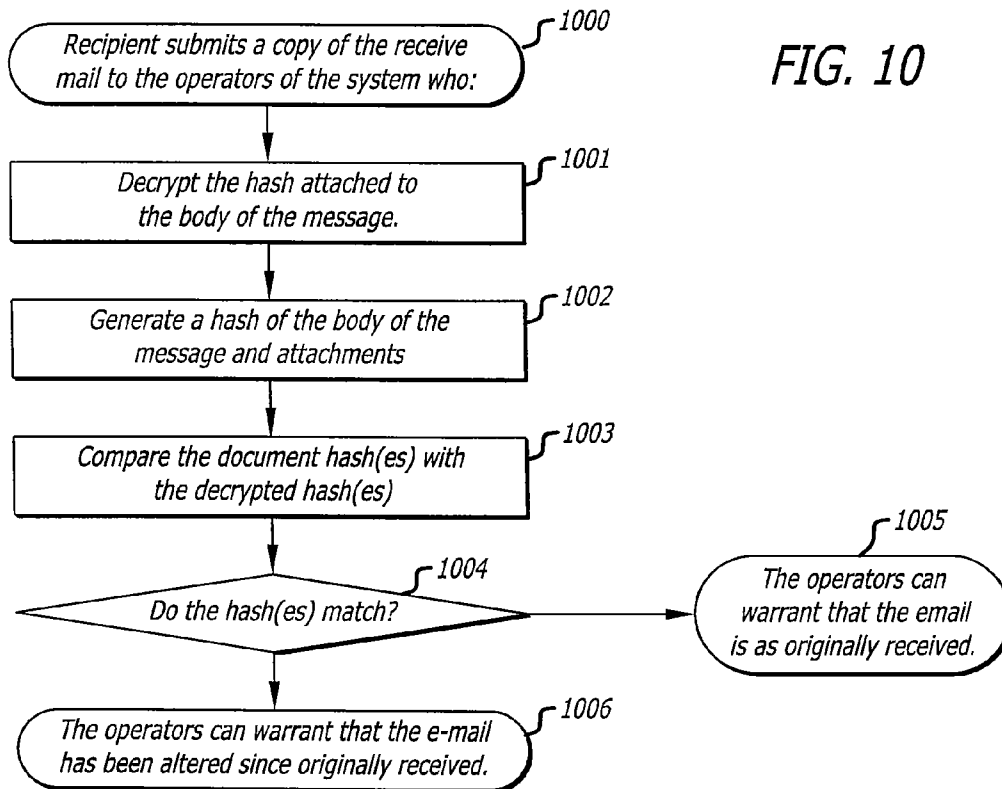 1000
Recipient submits a copy of the receive
mail to the operators of the system who:
FIG. 10
1001
Decrypt the hash attached to
the body of the message.
1002
Generate a hash of the body of the
message and attachments
1003
Compare the document hash(es) with
the decrypted hash(es)
1004
Do the hash(es) match?
1005
The operators can
warrant that the email
is as originally received.
1006
The operators can warrant that the e-mail
has been altered since originally received.